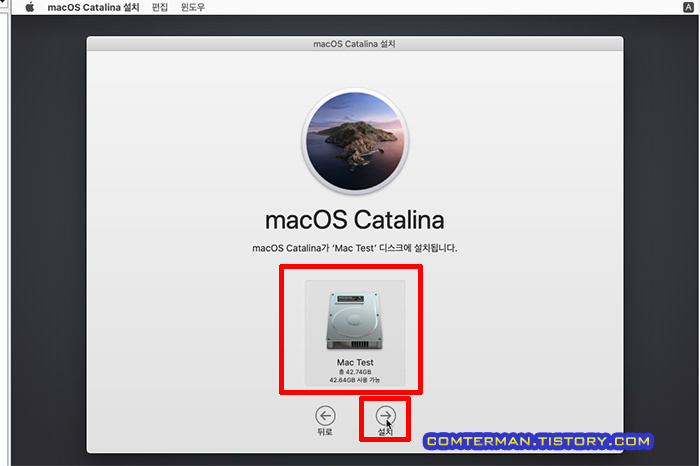 macOS Catalina 설치 편집 윈도우 A
macOS Catalina 설치
macOS Catalina
macOS Catalina가 ‘Mac Test’ 디스크에 설치됩니다.
Mac Test
총 42.74GB
42.64GB 사용 가능
뒤로 설치
COMTERMAN.TISTORY.COM